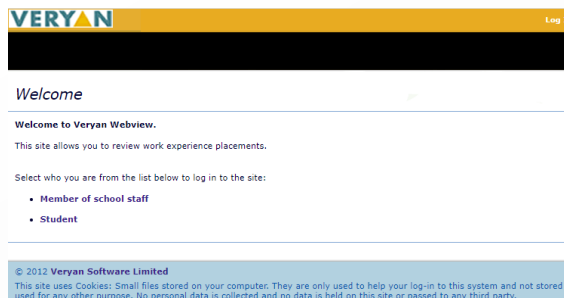 VERYAN
Log
Welcome
Welcome to Veryan Webview.
This site allows you to review work experience placements.
Select who you are from the list below to log in to the site:
Member of school staff
Student
© 2012 Veryan Software Limited
This site uses Cookies: Small files stored on your computer. They are only used to help your log-in to this system and not stored
used for any other purpose. No personal data is collected and no data is held on this site or passed to any third party.